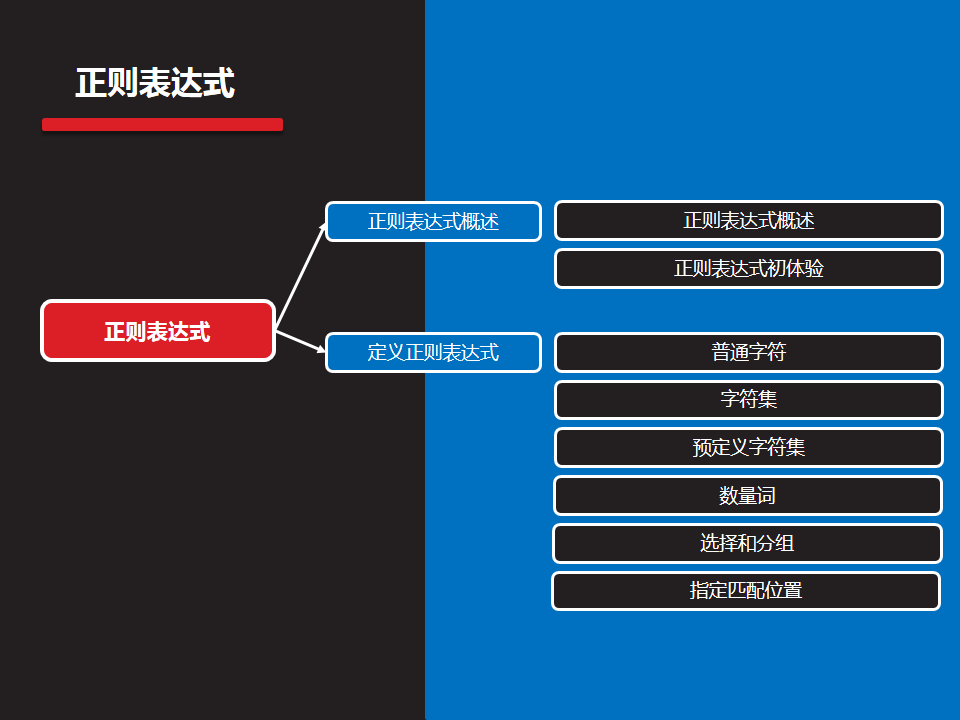 正则表达式
正则表达式概述
正则表达式概述
正则表达式初体验
正则表达式
定义正则表达式
普通字符
字符集
预定义字符集
数量词
选择和分组
指定匹配位置